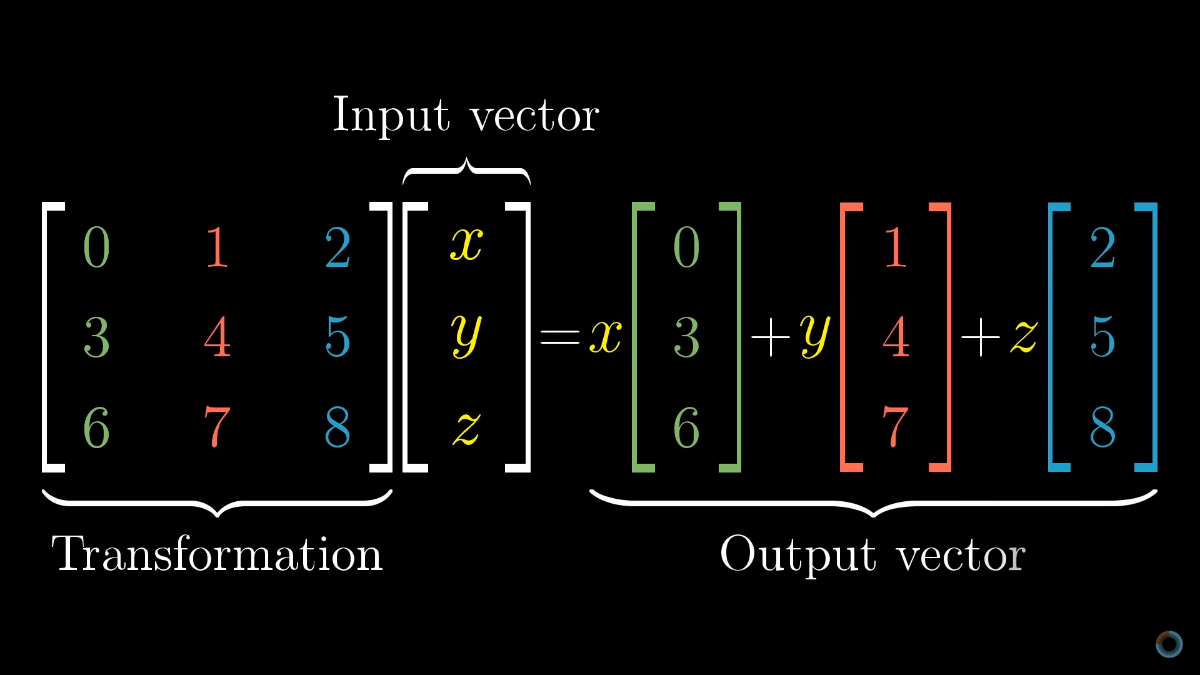 Input vector
0 1 2 x 0 1 2
3 4 5 y = x 3 + y 4 + z 5
6 7 8 z 6 7 8
Transformation Output vector